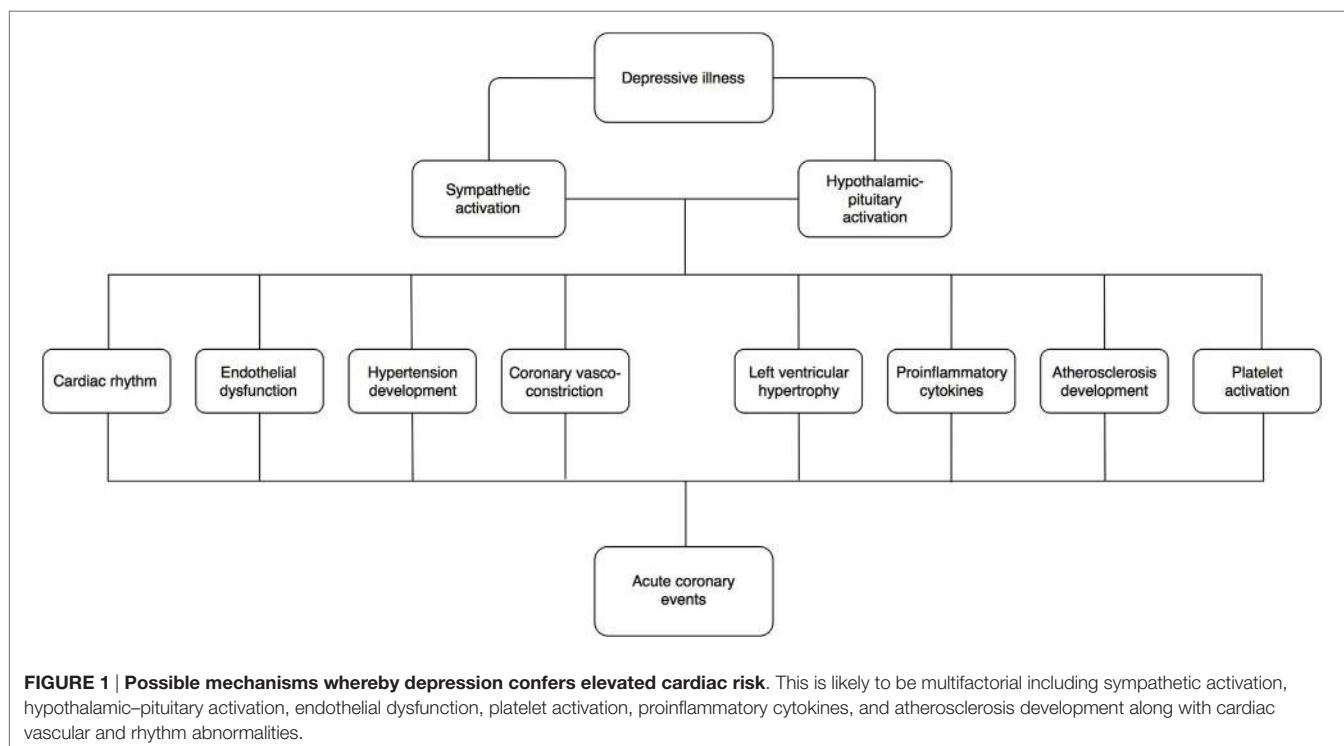 Depressive illness
Sympathetic
activation
Hypothalamic-
pituitary
activation
Cardiac rhythm
Endothelial
dysfunction
Hypertension
development
Coronary vaso-
constriction
Left ventricular
hypertrophy
Proinflammatory
cytokines
Atherosclerosis
development
Platelet
activation
Acute coronary
events
FIGURE 1 | Possible mechanisms whereby depression confers elevated cardiac risk. This is likely to be multifactorial including sympathetic activation,
hypothalamic–pituitary activation, endothelial dysfunction, platelet activation, proinflammatory cytokines, and atherosclerosis development along with cardiac
vascular and rhythm abnormalities.